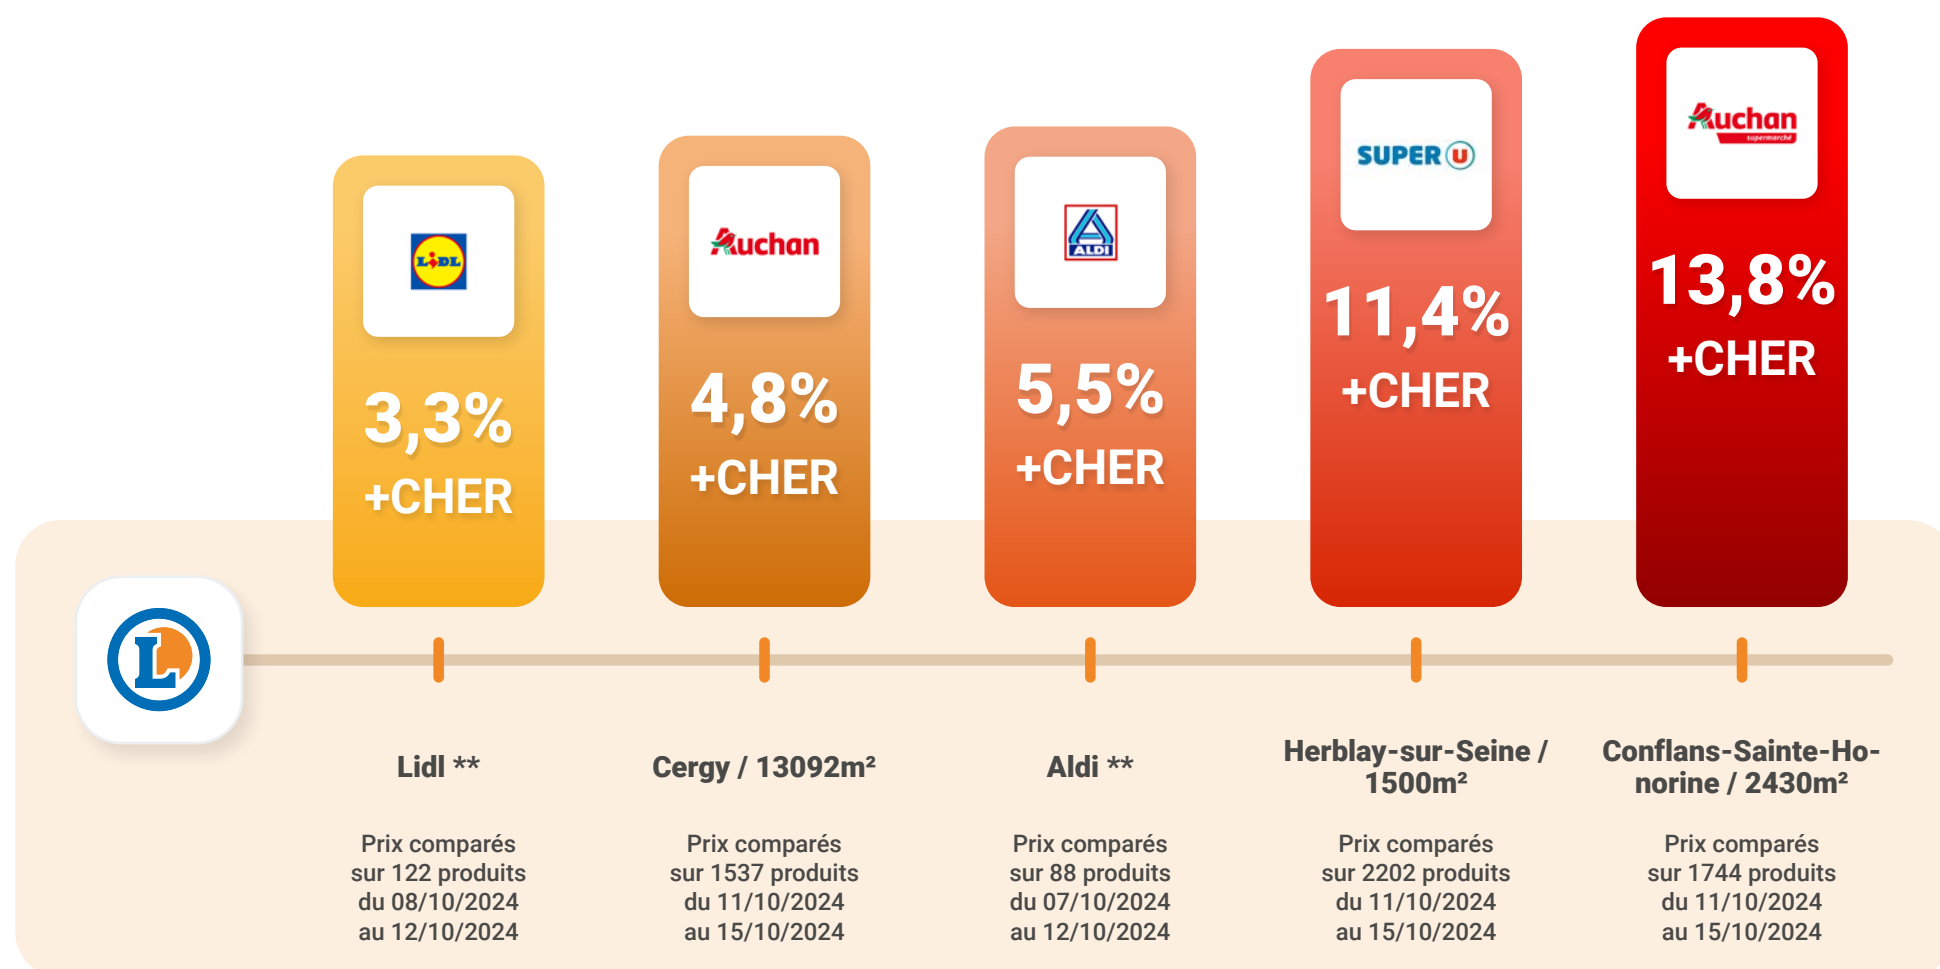 LIDL
3,3%
+CHER
Auchan
4,8%
+CHER
ALDI
5,5%
+CHER
SUPER U
11,4%
+CHER
Auchan
supermarché
13,8%
+CHER
L
Lidl **
Prix comparés
sur 122 produits
du 08/10/2024
au 12/10/2024
Cergy / 13092m²
Prix comparés
sur 1537 produits
du 11/10/2024
au 15/10/2024
Aldi **
Prix comparés
sur 88 produits
du 07/10/2024
au 12/10/2024
Herblay-sur-Seine /
1500m²
Prix comparés
sur 2202 produits
du 11/10/2024
au 15/10/2024
Conflans-Sainte-Ho-
norine / 2430m²
Prix comparés
sur 1744 produits
du 11/10/2024
au 15/10/2024